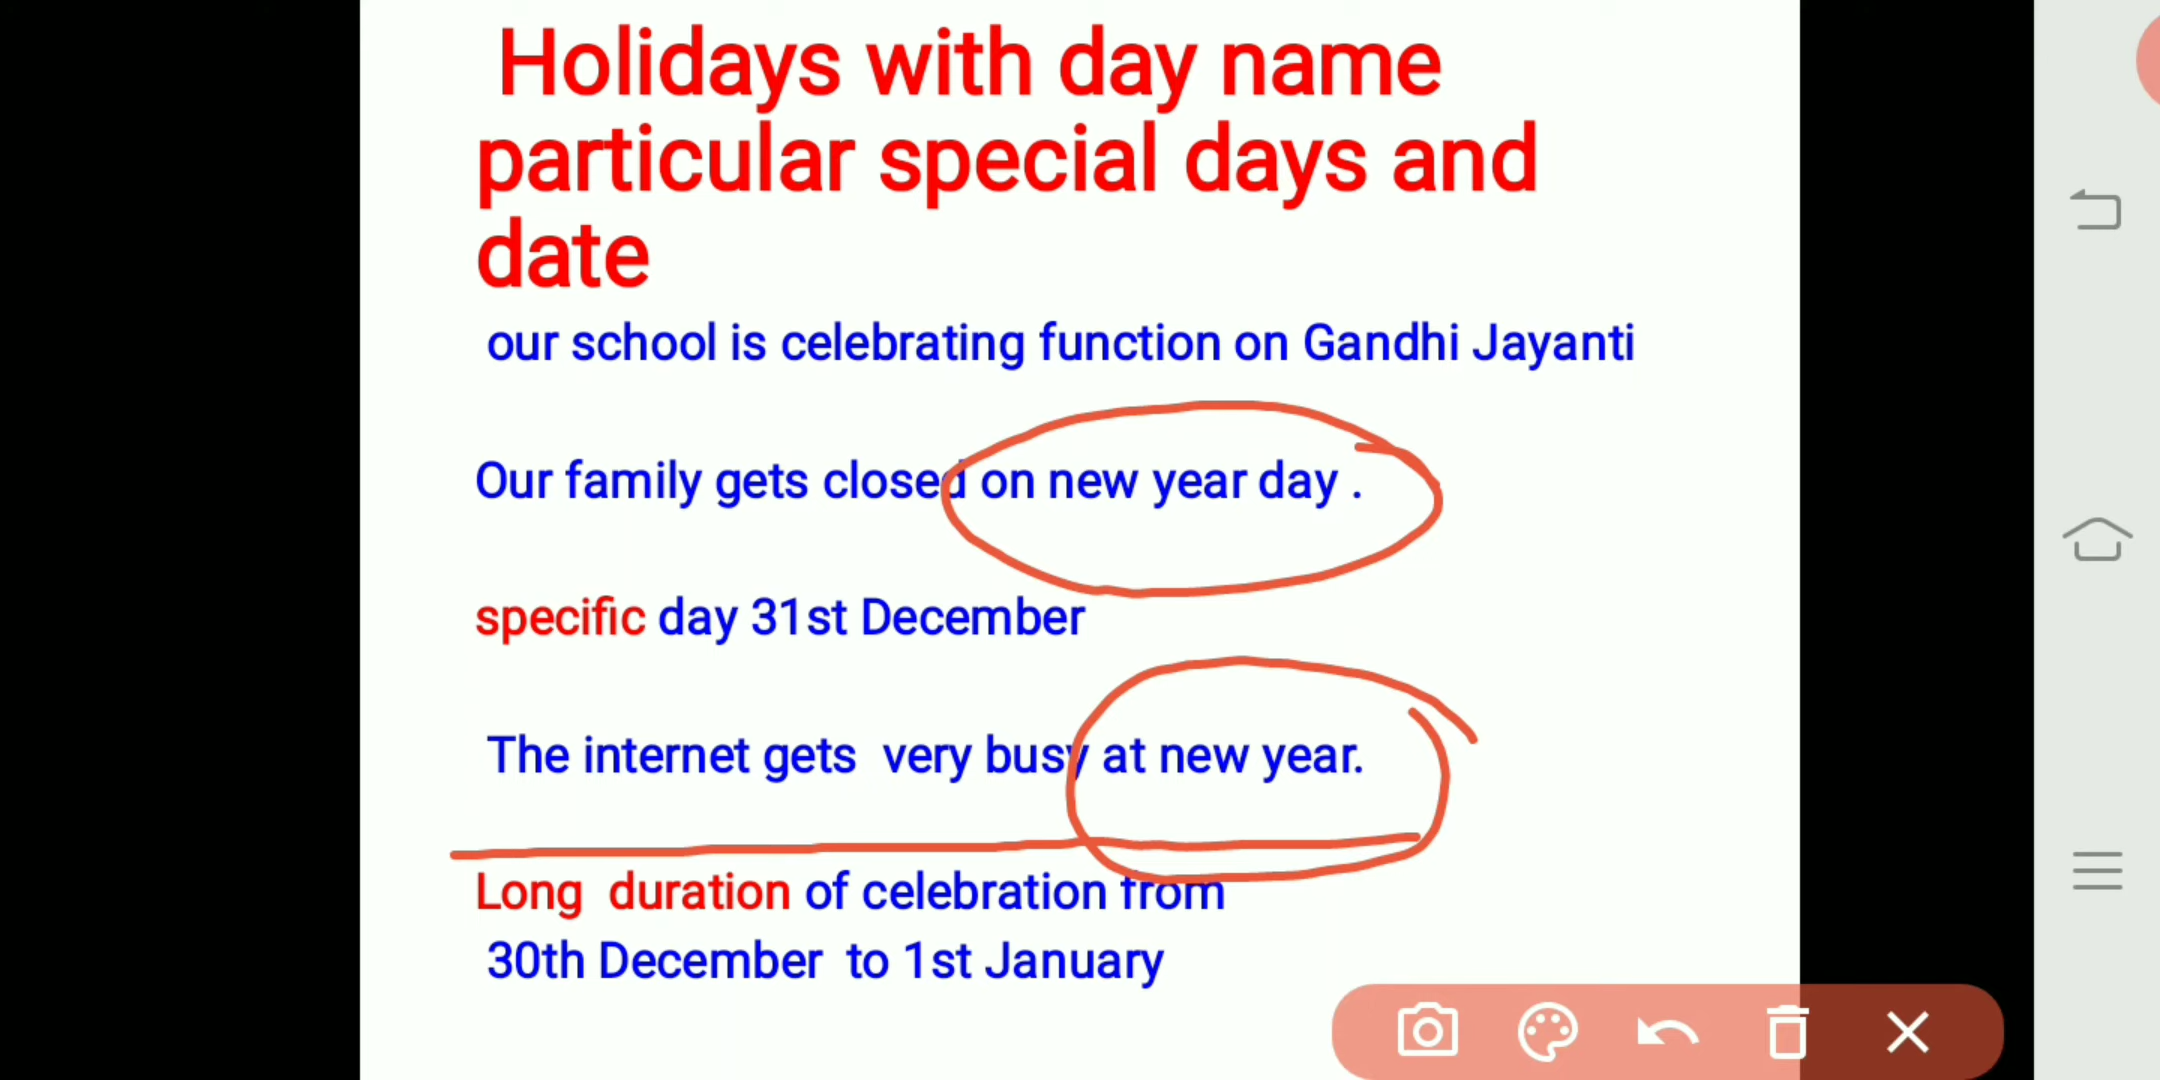 Holidays with day name
particular special days and
date
our school is celebrating function on Gandhi Jayanti
Our family gets closed on new year day .
specific day 31st December
The internet gets very busy at new year.
Long duration of celebration from
30th December to 1st January